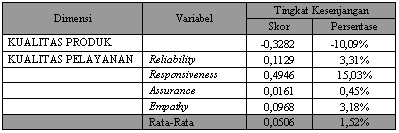 Dimensi Variabel Tingkat Kesenjangan
Skor Persentase
KUALITAS PRODUK -0,3282 -10,09%
KUALITAS PELAYANAN Reliability 0,1129 3,31%
Responsiveness 0,4946 15,03%
Assurance 0,0161 0,45%
Empathy 0,0968 3,18%
Rata-Rata 0,0506 1,52%